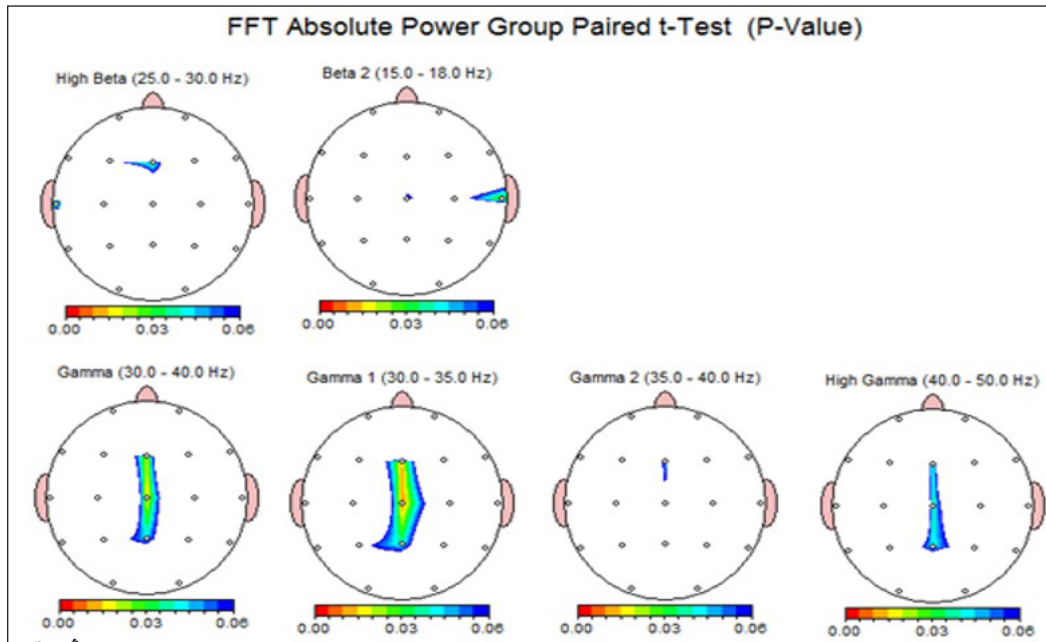 FFT Absolute Power Group Paired t-Test (P-Value)
High Beta (25.0 - 30.0 Hz)
Beta 2 (15.0 - 18.0 Hz)
0.00 0.03 0.06
0.00 0.03 0.06
Gamma (30.0 - 40.0 Hz)
Gamma 1 (30.0 - 35.0 Hz)
Gamma 2 (35.0 - 40.0 Hz)
High Gamma (40.0 - 50.0 Hz)
0.00 0.03 0.06
0.00 0.03 0.06
0.00 0.03 0.06
0.00 0.03 0.06